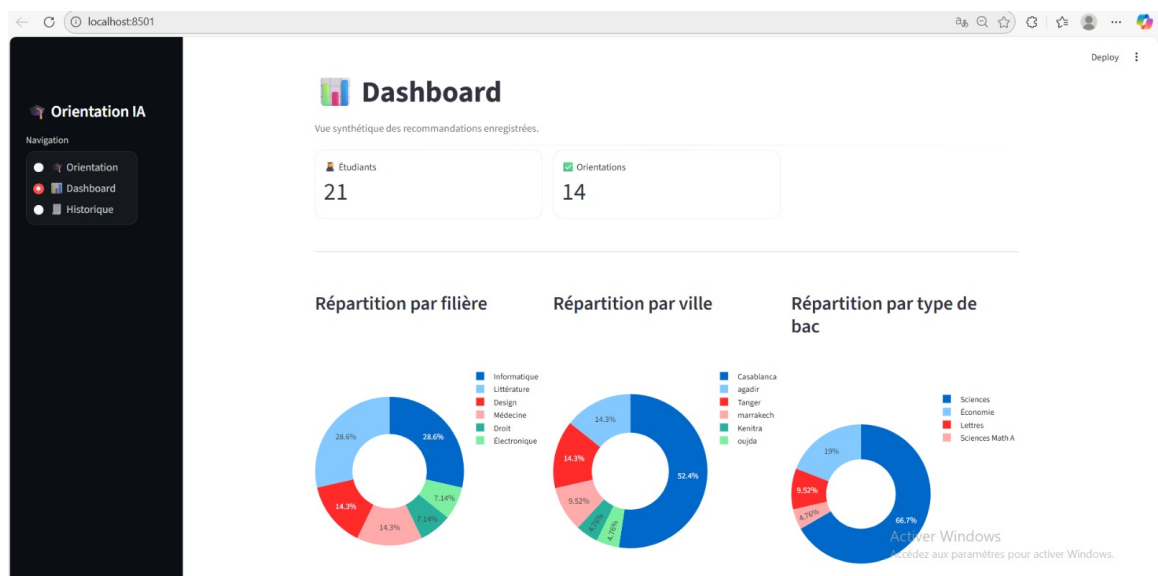 localhost:8501
Deploy
Orientation IA
Navigation
Orientation
Dashboard
Historique
Dashboard
Vue synthétique des recommandations enregistrées.
Étudiants
21
Orientations
14
Répartition par filière
Informatique
Littérature
Design
Médecine
Droit
Électronique
28.6%
28.6%
14.3%
14.3%
7.14%
7.14%
Répartition par ville
Casablanca
agadir
Tanger
marrakech
Kenitra
oujda
14.3%
14.3%
52.4%
9.52%
4.76%
4.76%
Répartition par type de
bac
Sciences
Économie
Lettres
Sciences Math A
19%
9.52%
4.76%
66.7%
Activer Windows
Accédez aux paramètres pour activer Windows.